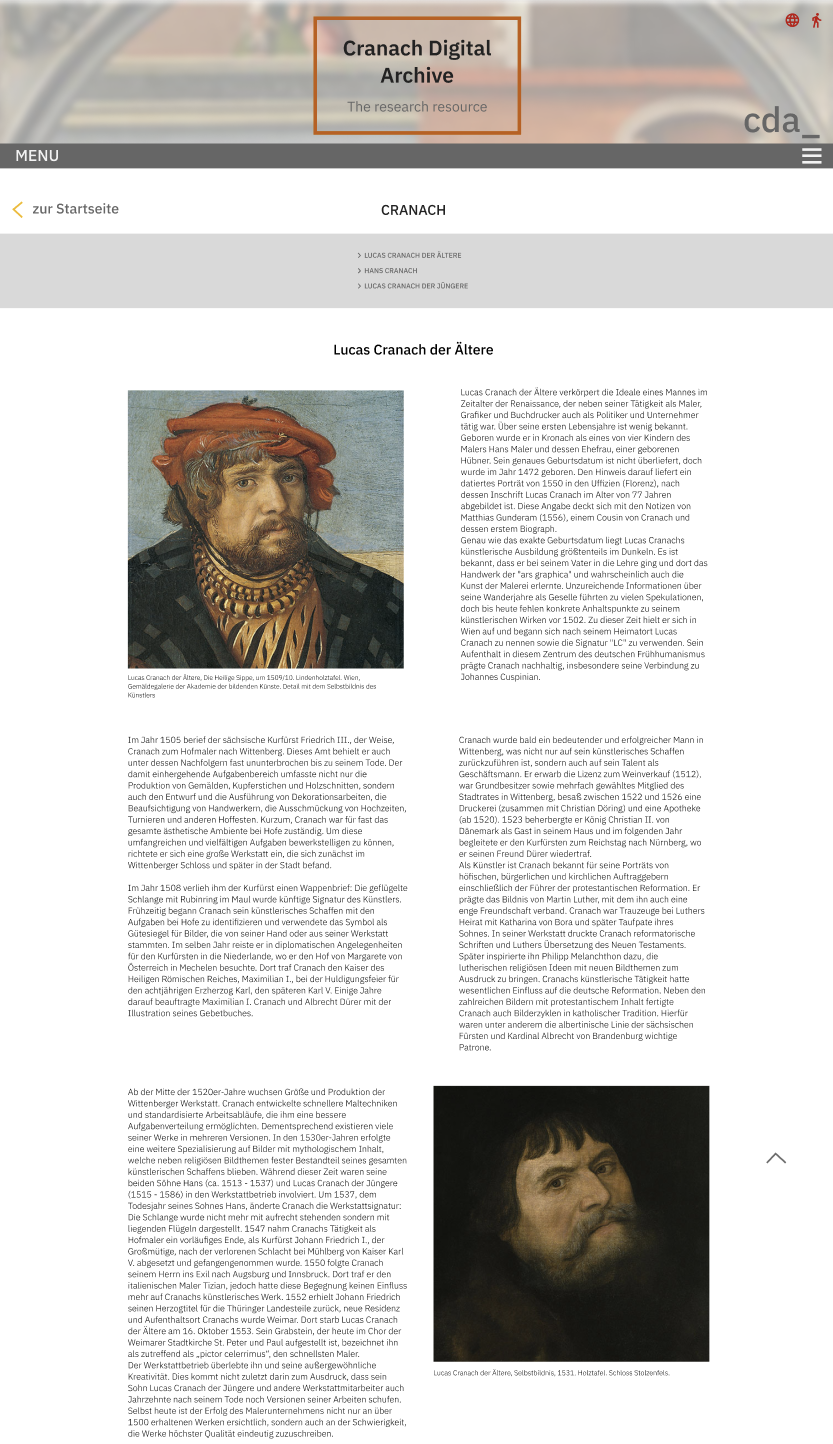 Cranach Digital
Archive
The research resource
cda_
MENU
zur Startseite
CRANACH
LUCAS CRANACH DER ÄLTERE
HANS CRANACH
LUCAS CRANACH DER JÜNGERE
Lucas Cranach der Ältere
Lucas Cranach der Ältere, Die Heilige Sippe, um 1509/10. Lindenholztafel. Wien,
Gemäldegalerie der Akademie der bildenden Künste. Detail mit dem Selbstbildnis des
Künstlers
Lucas Cranach der Ältere verkörpert die Ideale eines Mannes im
Zeitalter der Renaissance, der neben seiner Tätigkeit als Maler,
Grafiker und Buchdrucker auch als Politiker und Unternehmer
tätig war. Über seine ersten Lebensjahre ist wenig bekannt.
Geboren wurde er in Kronach als eines von vier Kindern des
Malers Hans Maler und dessen Ehefrau, einer geborenen
Hübner. Sein genaues Geburtsdatum ist nicht überliefert, doch
wurde im Jahr 1472 geboren. Den Hinweis darauf liefert ein
datiertes Porträt von 1550 in den Uffizien (Florenz), nach
dessen Inschrift Lucas Cranach im Alter von 77 Jahren
abgebildet ist. Diese Angabe deckt sich mit den Notizen von
Matthias Gunderam (1556), einem Cousin von Cranach und
dessen erstem Biograph.
Genau wie das exakte Geburtsdatum liegt Lucas Cranachs
künstlerische Ausbildung größtenteils im Dunkeln. Es ist
bekannt, dass er bei seinem Vater in die Lehre ging und dort das
Handwerk der "ars graphica" und wahrscheinlich auch die
Kunst der Malerei erlernte. Unzureichende Informationen über
seine Wanderjahre als Geselle führten zu vielen Spekulationen,
doch bis heute fehlen konkrete Anhaltspunkte zu seinem
künstlerischen Wirken vor 1502. Zu dieser Zeit hielt er sich in
Wien auf und begann sich nach seinem Heimatort Lucas
Cranach zu nennen sowie die Signatur "LC" zu verwenden. Sein
Aufenthalt in diesem Zentrum des deutschen Frühhumanismus
prägte Cranach nachhaltig, insbesondere seine Verbindung zu
Johannes Cuspinian.
Im Jahr 1505 berief der sächsische Kurfürst Friedrich III., der Weise,
Cranach zum Hofmaler nach Wittenberg. Dieses Amt behielt er auch
unter dessen Nachfolgern fast ununterbrochen bis zu seinem Tode. Der
damit einhergehende Aufgabenbereich umfasste nicht nur die
Produktion von Gemälden, Kupferstichen und Holzschnitten, sondern
auch den Entwurf und die Ausführung von Dekorationsarbeiten, die
Beaufsichtigung von Handwerkern, die Ausschmückung von Hochzeiten,
Turnieren und anderen Hoffesten. Kurzum, Cranach war für fast das
gesamte ästhetische Ambiente bei Hofe zuständig. Um diese
umfangreichen und vielfältigen Aufgaben bewerkstelligen zu können,
richtete er sich eine große Werkstatt ein, die sich zunächst im
Wittenberger Schloss und später in der Stadt befand.
Im Jahr 1508 verlieh ihm der Kurfürst einen Wappenbrief: Die geflügelte
Schlange mit Rubinring im Maul wurde künftige Signatur des Künstlers.
Frühzeitig begann Cranach sein künstlerisches Schaffen mit den
Aufgaben bei Hofe zu identifizieren und verwendete das Symbol als
Gütesiegel für Bilder, die von seiner Hand oder aus seiner Werkstatt
stammten. Im selben Jahr reiste er in diplomatischen Angelegenheiten
für den Kurfürsten in die Niederlande, wo er den Hof von Margarete von
Österreich in Mechelen besuchte. Dort traf Cranach den Kaiser des
Heiligen Römischen Reiches, Maximilian I., bei der Huldigungsfeier für
den achtjährigen Erzherzog Karl, den späteren Karl V. Einige Jahre
darauf beauftragte Maximilian I. Cranach und Albrecht Dürer mit der
Illustration seines Gebetbuches.
Cranach wurde bald ein bedeutender und erfolgreicher Mann in
Wittenberg, was nicht nur auf sein künstlerisches Schaffen
zurückzuführen ist, sondern auch auf sein Talent als
Geschäftsmann. Er erwarb die Lizenz zum Weinverkauf (1512),
war Grundbesitzer sowie mehrfach gewähltes Mitglied des
Stadtrates in Wittenberg, besaß zwischen 1522 und 1526 eine
Druckerei (zusammen mit Christian Döring) und eine Apotheke
(ab 1520). 1523 beherbergte er König Christian II. von
Dänemark als Gast in seinem Haus und im folgenden Jahr
begleitete er den Kurfürsten zum Reichstag nach Nürnberg, wo
er seinen Freund Dürer wiedertraf.
Als Künstler ist Cranach bekannt für seine Porträts von
höfischen, bürgerlichen und kirchlichen Auftraggebern
einschließlich der Führer der protestantischen Reformation. Er
prägte das Bildnis von Martin Luther, mit dem ihn auch eine
enge Freundschaft verband. Cranach war Trauzeuge bei Luthers
Heirat mit Katharina von Bora und später Taufpate ihres
Sohnes. In seiner Werkstatt druckte Cranach reformatorische
Schriften und Luthers Übersetzung des Neuen Testaments.
Später inspirierte ihn Philipp Melanchthon dazu, die
lutherischen religiösen Ideen mit neuen Bildthemen zum
Ausdruck zu bringen. Cranachs künstlerische Tätigkeit hatte
wesentlichen Einfluss auf die deutsche Reformation. Neben den
zahlreichen Bildern mit protestantischem Inhalt fertigte
Cranach auch Bilderzyklen in katholischer Tradition. Hierfür
waren unter anderem die albertinische Linie der sächsischen
Fürsten und Kardinal Albrecht von Brandenburg wichtige
Patrone.
Ab der Mitte der 1520er-Jahre wuchsen Größe und Produktion der
Wittenberger Werkstatt. Cranach entwickelte schnellere Maltechniken
und standardisierte Arbeitsabläufe, die ihm eine bessere
Aufgabenverteilung ermöglichten. Dementsprechend existieren viele
seiner Werke in mehreren Versionen. In den 1530er-Jahren erfolgte
eine weitere Spezialisierung auf Bilder mit mythologischem Inhalt,
welche neben religiösen Bildthemen fester Bestandteil seines gesamten
künstlerischen Schaffens blieben. Während dieser Zeit waren seine
beiden Söhne Hans (ca. 1513 - 1537) und Lucas Cranach der Jüngere
(1515 - 1586) in den Werkstattbetrieb involviert. Um 1537, dem
Todesjahr seines Sohnes Hans, änderte Cranach die Werkstattsignatur:
Die Schlange wurde nicht mehr mit aufrecht stehenden sondern mit
liegenden Flügeln dargestellt. 1547 nahm Cranachs Tätigkeit als
Hofmaler ein vorläufiges Ende, als Kurfürst Johann Friedrich I., der
Großmütige, nach der verlorenen Schlacht bei Mühlberg von Kaiser Karl
V. abgesetzt und gefangengenommen wurde. 1550 folgte Cranach
seinem Herrn ins Exil nach Augsburg und Innsbruck. Dort traf er den
italienischen Maler Tizian, jedoch hatte diese Begegnung keinen Einfluss
mehr auf Cranachs künstlerisches Werk. 1552 erhielt Johann Friedrich
seinen Herzogtitel für die Thüringer Landesteile zurück, neue Residenz
und Aufenthaltsort Cranachs wurde Weimar. Dort starb Lucas Cranach
der Ältere am 16. Oktober 1553. Sein Grabstein, der heute im Chor der
Weimarer Stadtkirche St. Peter und Paul aufgestellt ist, bezeichnet ihn
als zutreffend als „pictor celerrimus“, den schnellsten Maler.
Der Werkstattbetrieb überlebte ihn und seine außergewöhnliche
Kreativität. Dies kommt nicht zuletzt darin zum Ausdruck, dass sein
Sohn Lucas Cranach der Jüngere und andere Werkstattmitarbeiter auch
Jahrzehnte nach seinem Tode noch Versionen seiner Arbeiten schufen.
Selbst heute ist der Erfolg des Malerunternehmens nicht nur an über
1500 erhaltenen Werken ersichtlich, sondern auch an der Schwierigkeit,
die Werke höchster Qualität eindeutig zuzuschreiben.
Lucas Cranach der Ältere, Selbstbildnis, 1531. Holztafel. Schloss Stolzenfels.